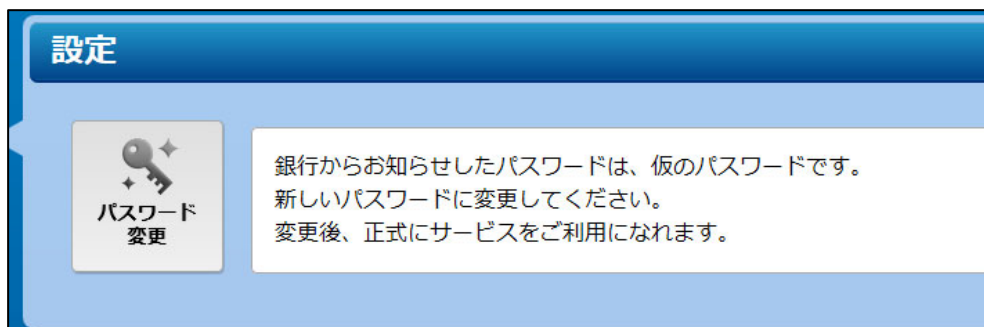 設定
パスワード
変更
銀行からお知らせしたパスワードは、仮のパスワードです。
新しいパスワードに変更してください。
変更後、正式にサービスをご利用になれます。